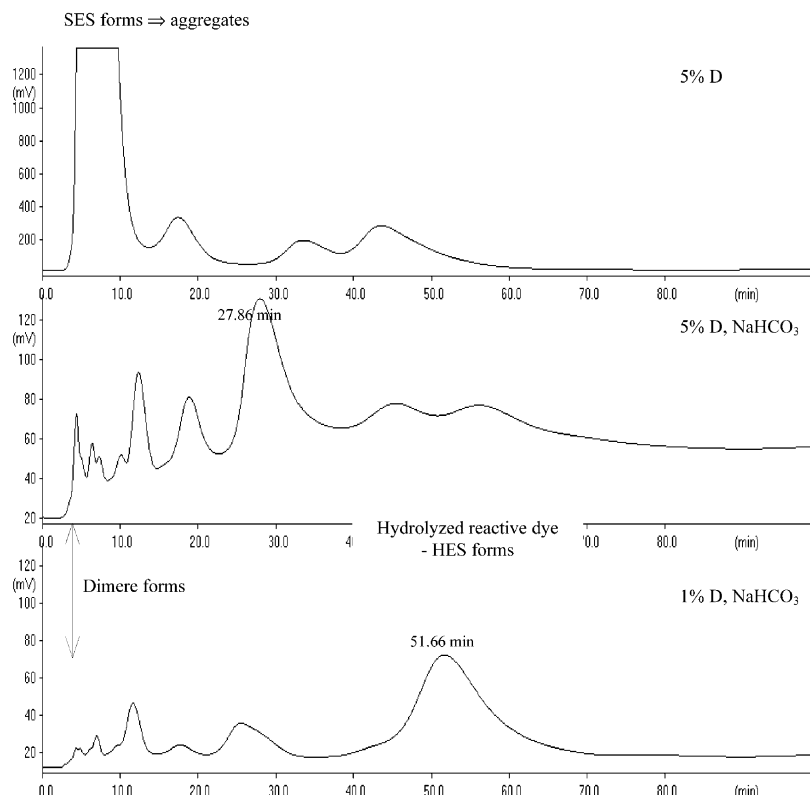 SES forms ⇒ aggregates
1200
(mV)
1000
800
600
400
200
5% D
0.0 10.0 20.0 30.0 40.0 50.0 60.0 70.0 80.0 (min)
27.86 min
120
(mV)
100
80
60
40
20
5% D, NaHCO₃
0.0 10.0 20.0 30.0 70.0 80.0 (min)
Hydrolyzed reactive dye
- HES forms
Dimere forms
120
(mV)
100
80
60
40
20
1% D, NaHCO₃
51.66 min
0.0 10.0 20.0 30.0 40.0 50.0 60.0 70.0 80.0 (min)